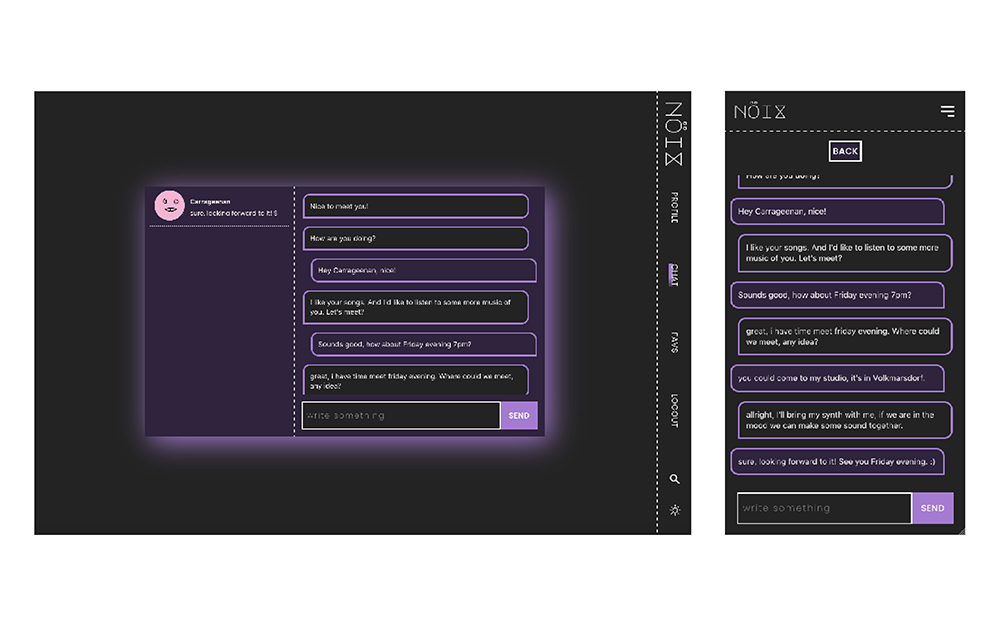 Carrageenan
sure, looking forward to it! S
Nice to meet you!
How are you doing?
Hey Carrageenan, nice!
I like your songs. And I'd like to listen to some more music of
you. Let's meet?
Sounds good, how about Friday evening 7pm?
great, i have time meet friday evening. Where could we meet,
any idea?
write something
SEND
NÖIX
PROFILE
CHAT
FAVS
LOGOUT
NÖIX
BACK
How are you doing?
Hey Carrageenan, nice!
I like your songs. And I'd like to listen to some more
music of you. Let's meet?
Sounds good, how about Friday evening 7pm?
great, i have time meet friday evening. Where could
we meet, any idea?
you could come to my studio, it's in Volkmarsdorf.
allright, I'll bring my synth with me, if we are in the
mood we can make some sound together.
sure, looking forward to it! See you Friday evening. :)
write something
SEND